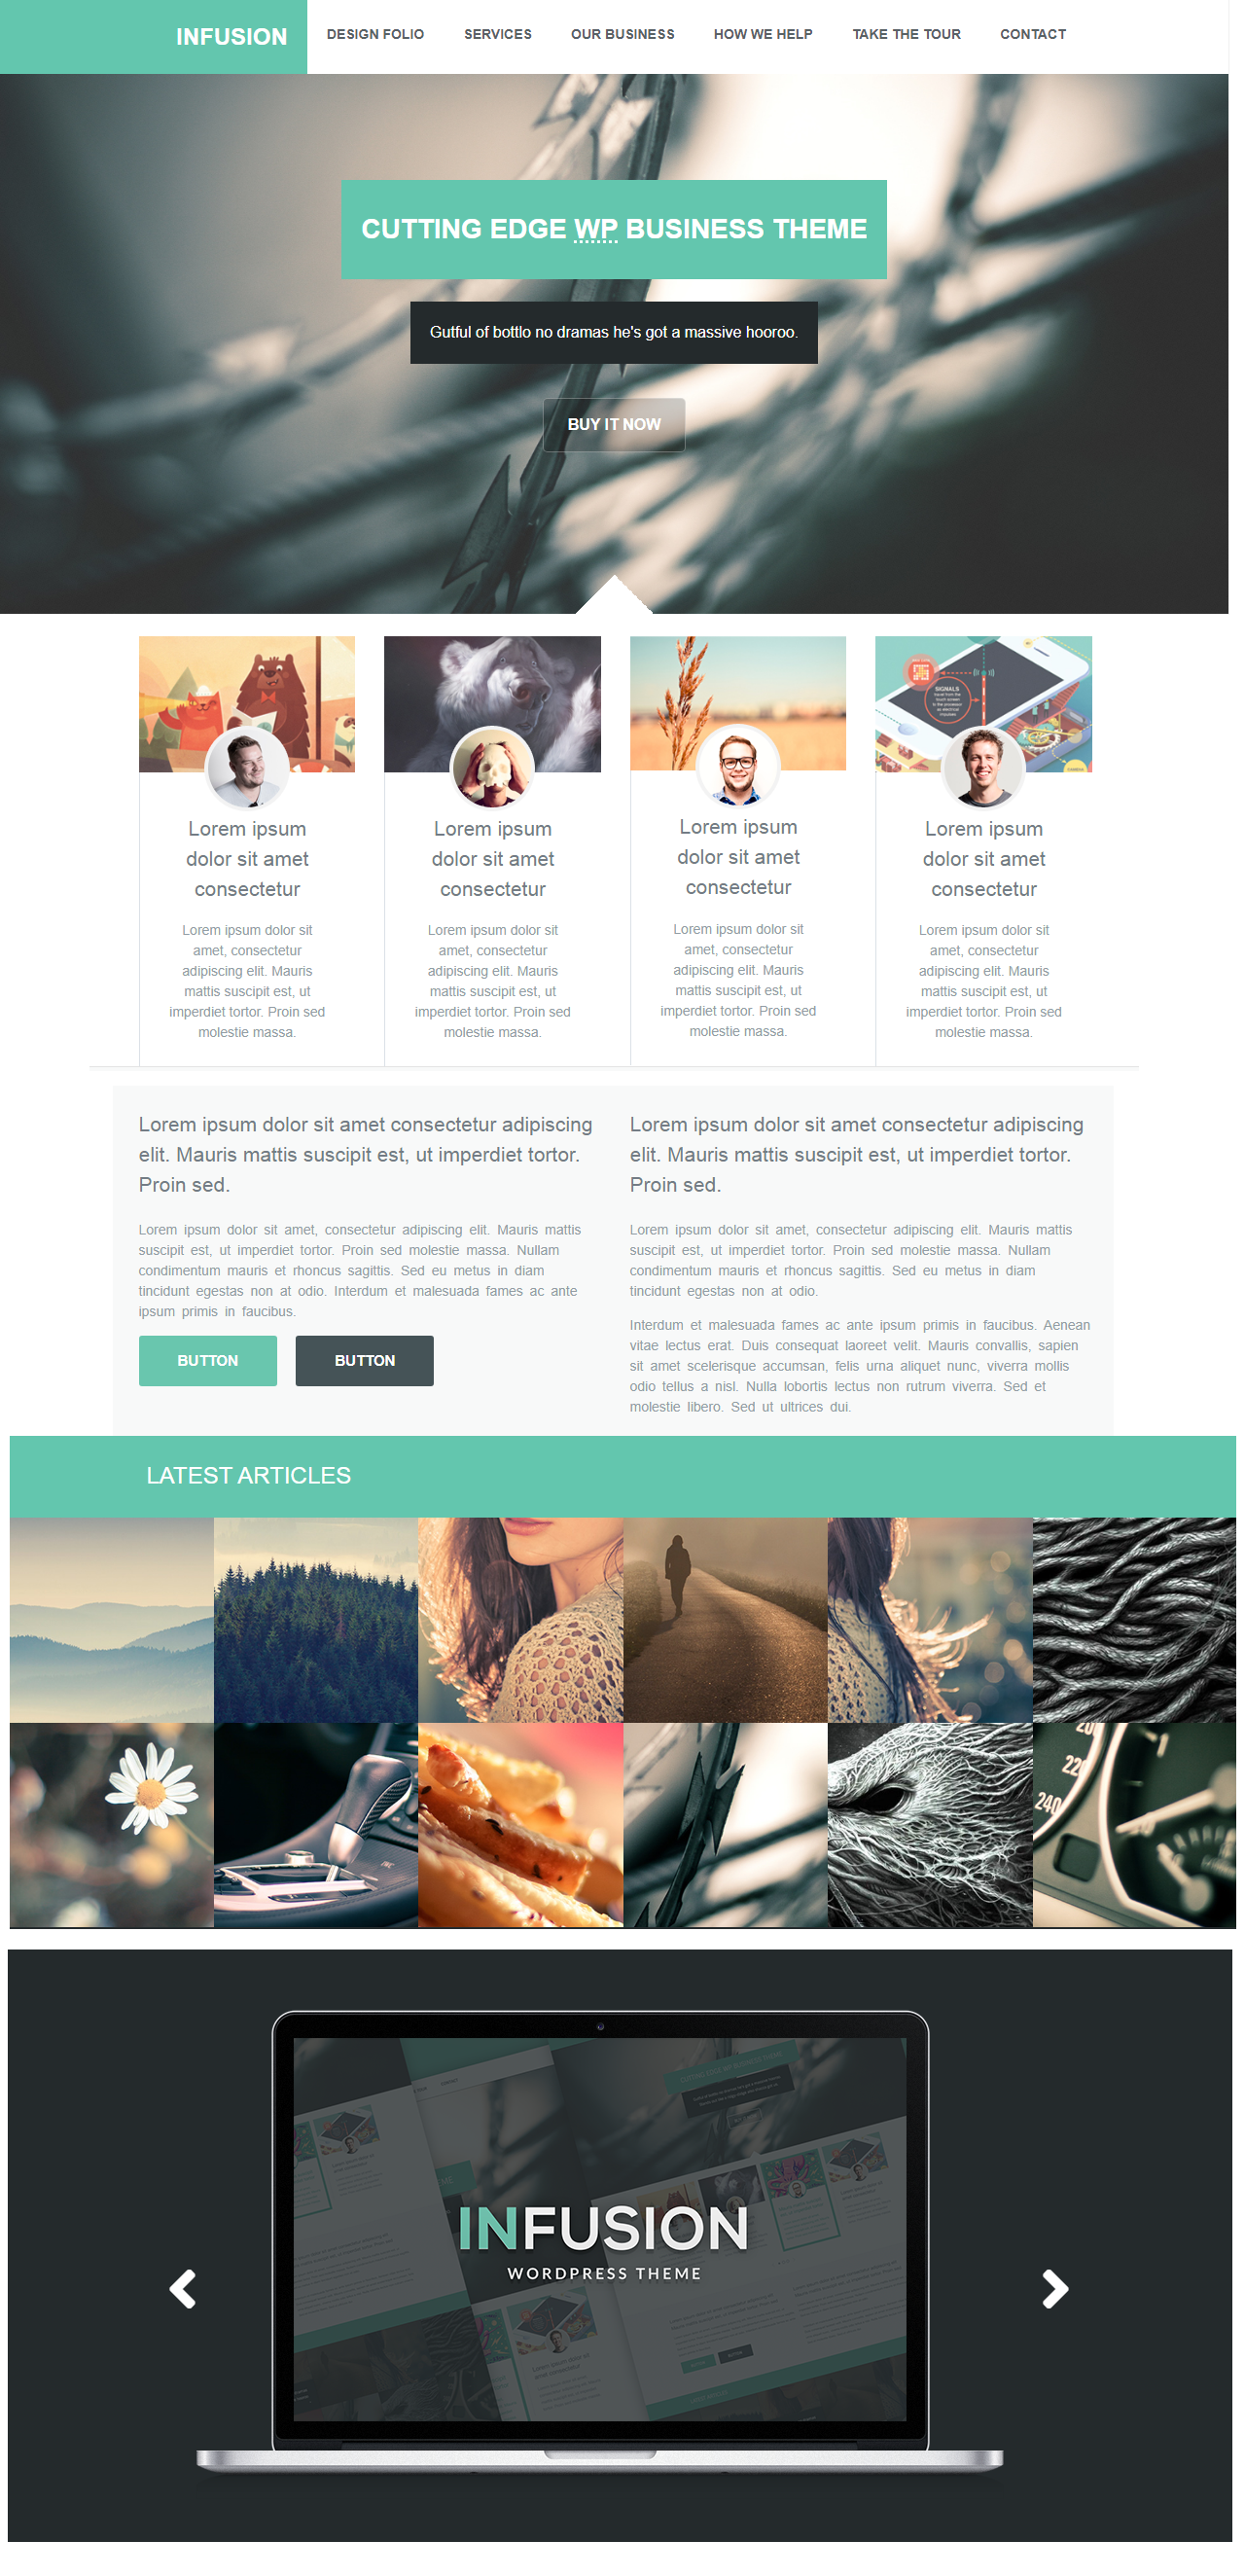 INFUSION
DESIGN FOLIO
SERVICES
OUR BUSINESS
HOW WE HELP
TAKE THE TOUR
CONTACT
CUTTING EDGE WP BUSINESS THEME
Gutful of bottlo no dramas he's got a massive hooroo.
BUY IT NOW
SIGNALS
Lorem ipsum
dolor sit amet
consectetur
Lorem ipsum dolor sit
amet, consectetur
adipiscing elit. Mauris
mattis suscipit est, ut
imperdiet tortor. Proin sed
molestie massa.
Lorem ipsum
dolor sit amet
consectetur
Lorem ipsum dolor sit
amet, consectetur
adipiscing elit. Mauris
mattis suscipit est, ut
imperdiet tortor. Proin sed
molestie massa.
Lorem ipsum
dolor sit amet
consectetur
Lorem ipsum dolor sit
amet, consectetur
adipiscing elit. Mauris
mattis suscipit est, ut
imperdiet tortor. Proin sed
molestie massa.
Lorem ipsum
dolor sit amet
consectetur
Lorem ipsum dolor sit
amet, consectetur
adipiscing elit. Mauris
mattis suscipit est, ut
imperdiet tortor. Proin sed
molestie massa.
Lorem ipsum dolor sit amet consectetur adipiscing
elit. Mauris mattis suscipit est, ut imperdiet tortor.
Proin sed.
Lorem ipsum dolor sit amet, consectetur adipiscing elit. Mauris mattis
suscipit est, ut imperdiet tortor. Proin sed molestie massa. Nullam
condimentum mauris et rhoncus sagittis. Sed eu metus in diam
tincidunt egestas non at odio. Interdum et malesuada fames ac ante
ipsum primis in faucibus.
BUTTON
BUTTON
Lorem ipsum dolor sit amet consectetur adipiscing
elit. Mauris mattis suscipit est, ut imperdiet tortor.
Proin sed.
Lorem ipsum dolor sit amet, consectetur adipiscing elit. Mauris mattis
suscipit est, ut imperdiet tortor. Proin sed molestie massa. Nullam
condimentum mauris et rhoncus sagittis. Sed eu metus in diam
tincidunt egestas non at odio.
Interdum et malesuada fames ac ante ipsum primis in faucibus. Aenean
vitae lectus erat. Duis consequat laoreet velit. Mauris convallis, sapien
sit amet scelerisque accumsan, felis urna aliquet nunc, viverra mollis
odio tellus a nisl. Nulla lobortis lectus non rutrum viverra. Sed et
molestie libero. Sed ut ultrices dui.
LATEST ARTICLES
220
240
INFUSION
WORDPRESS THEME